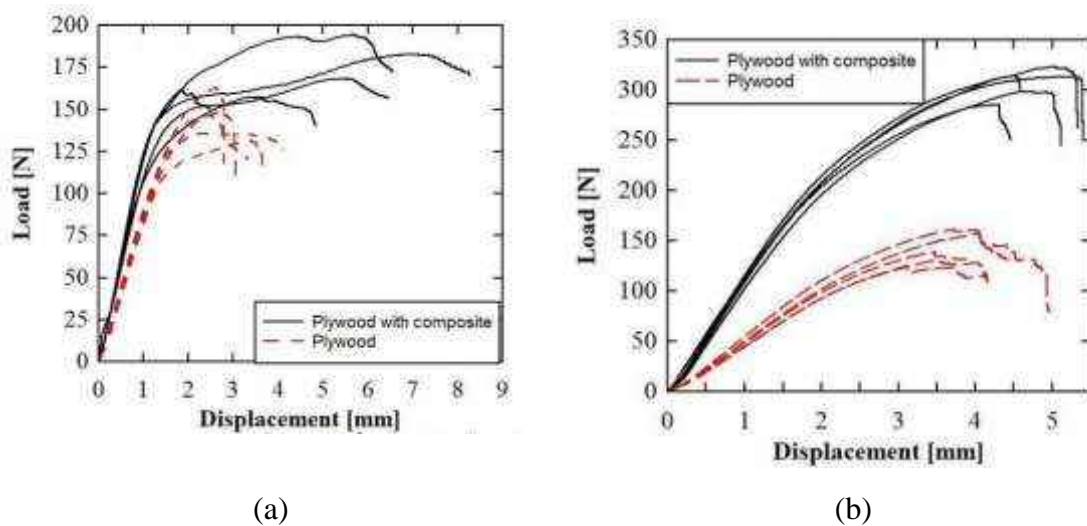 200
175
150
125
100
75
50
25
0
Load [N]
Plywood with composite
Plywood
0 1 2 3 4 5 6 7 8 9
Displacement [mm]
(a)
350
300
250
200
150
100
50
0
Load [N]
Plywood with composite
Plywood
0 1 2 3 4 5
Displacement [mm]
(b)